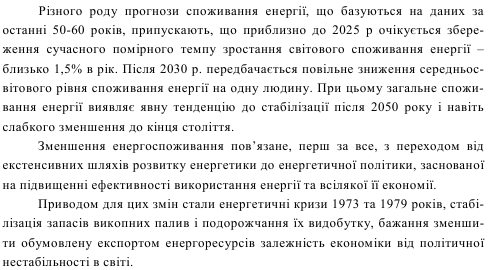 Різного роду прогнози споживання енергії, що базуються на даних за
останні 50-60 років, припускають, що приблизно до 2025 р очікується збере-
ження сучасного помірного темпу зростання світового споживання енергії –
близько 1,5% в рік. Після 2030 р. передбачається повільне зниження середньос-
вітового рівня споживання енергії на одну людину. При цьому загальне спожи-
вання енергії виявляє явну тенденцію до стабілізації після 2050 року і навіть
слабкого зменшення до кінця століття.
Зменшення енергоспоживання пов’язане, перш за все, з переходом від
екстенсивних шляхів розвитку енергетики до енергетичної політики, заснованої
на підвищенні ефективності використання енергії та всілякої її економії.
Приводом для цих змін стали енергетичні кризи 1973 та 1979 років, стабі-
лізація запасів викопних палив і подорожчання їх видобутку, бажання зменши-
ти обумовлену експортом енергоресурсів залежність економіки від політичної
нестабільності в світі.